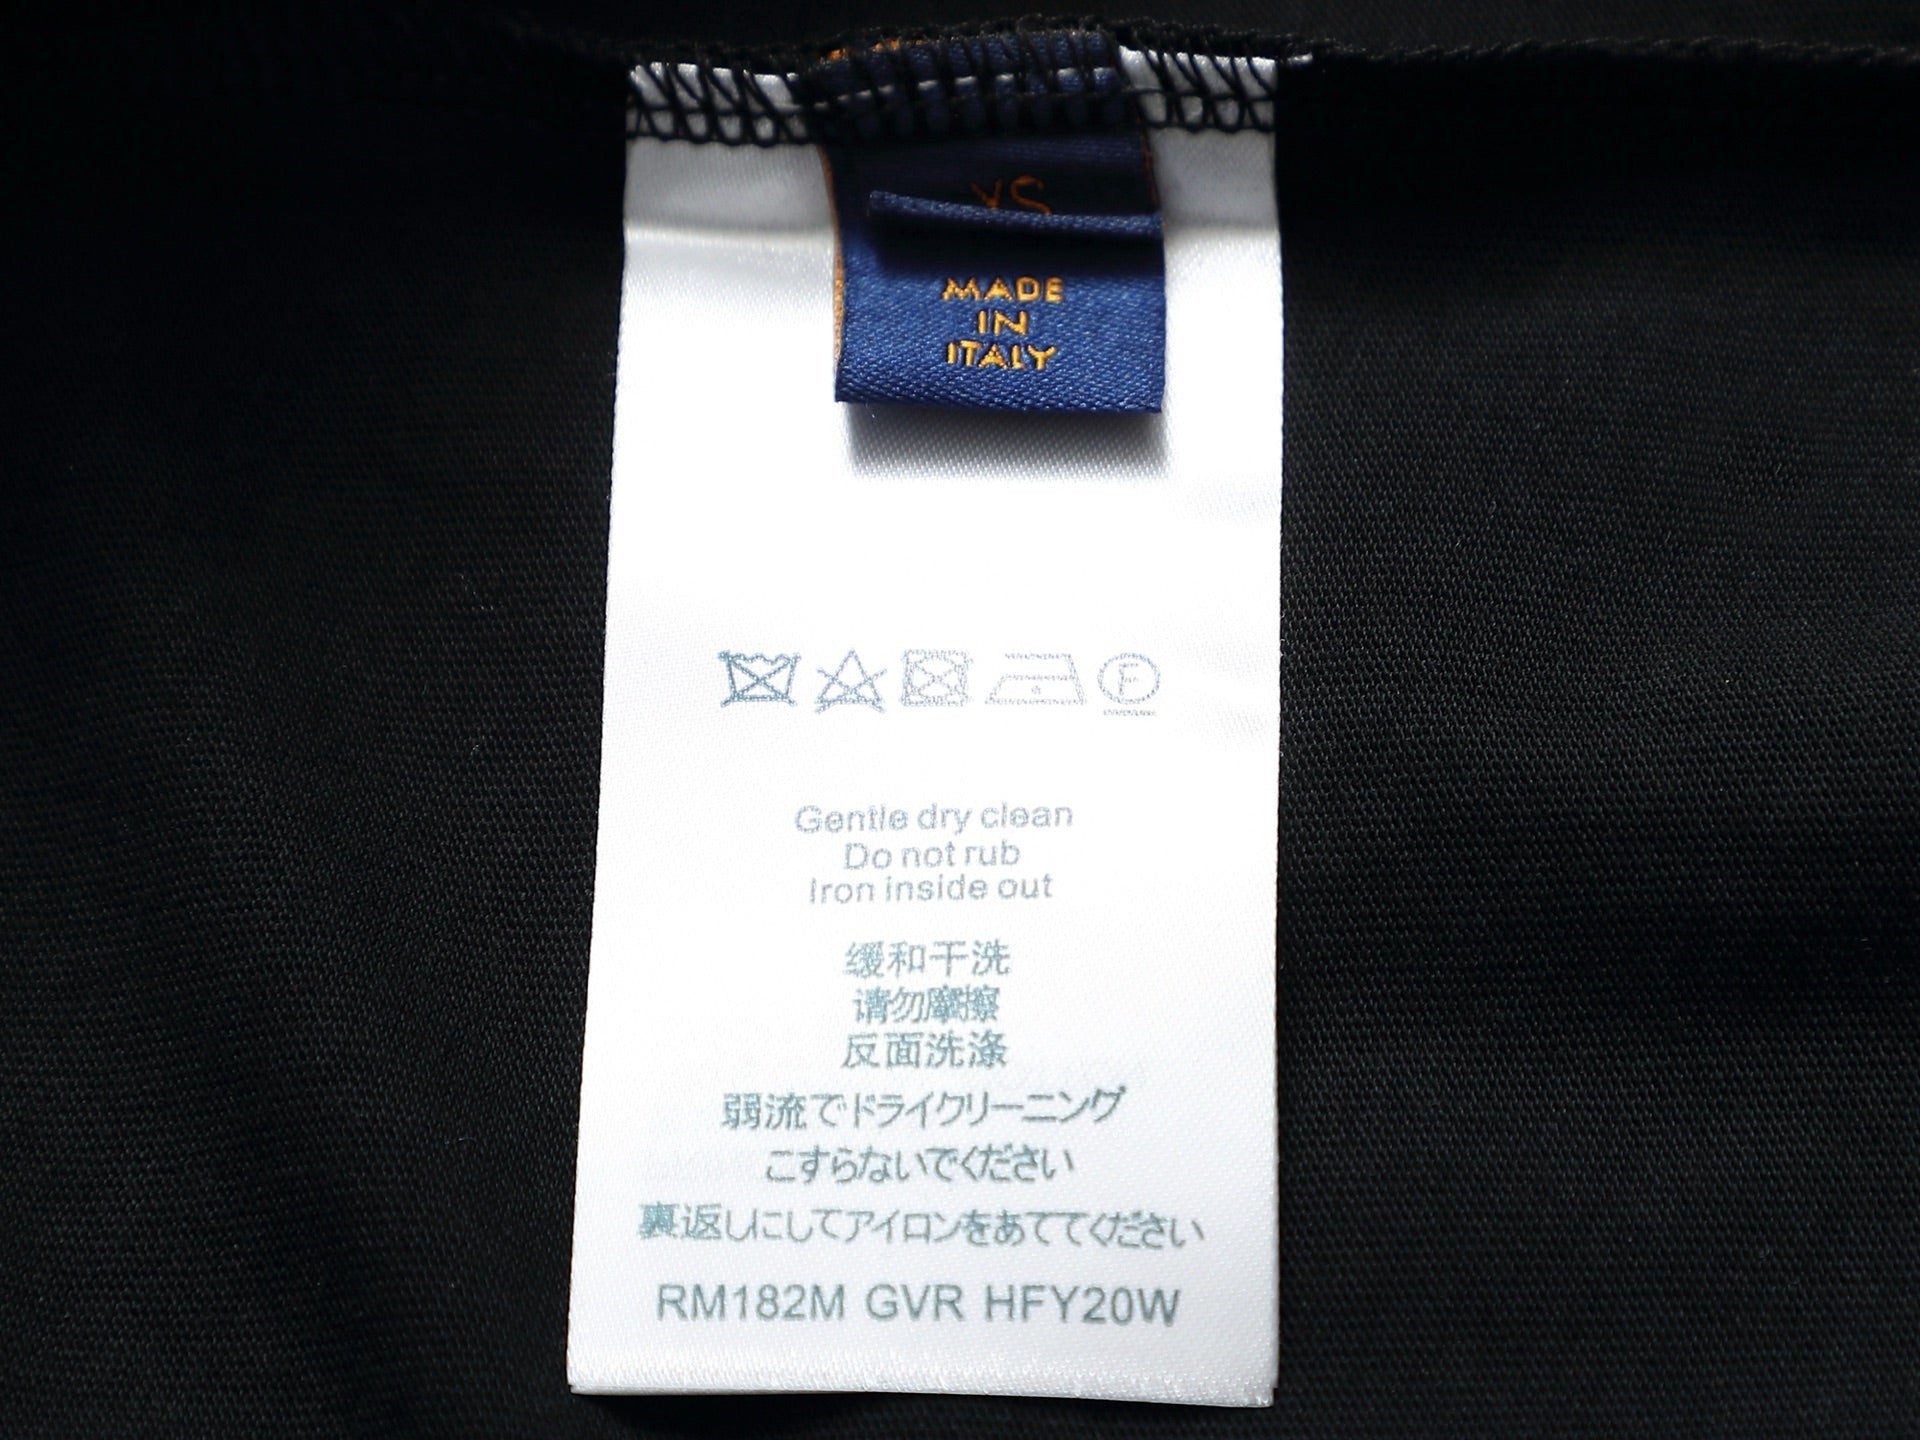 XS
MADE
IN
ITALY
F
Gentle dry clean
Do not rub
Iron inside out
缓和干洗
请勿摩擦
反面洗涤
弱流でドライクリーニング
こすらないでください
裏返しにしてアイロンをあててください
RM182M GVR HFY20W